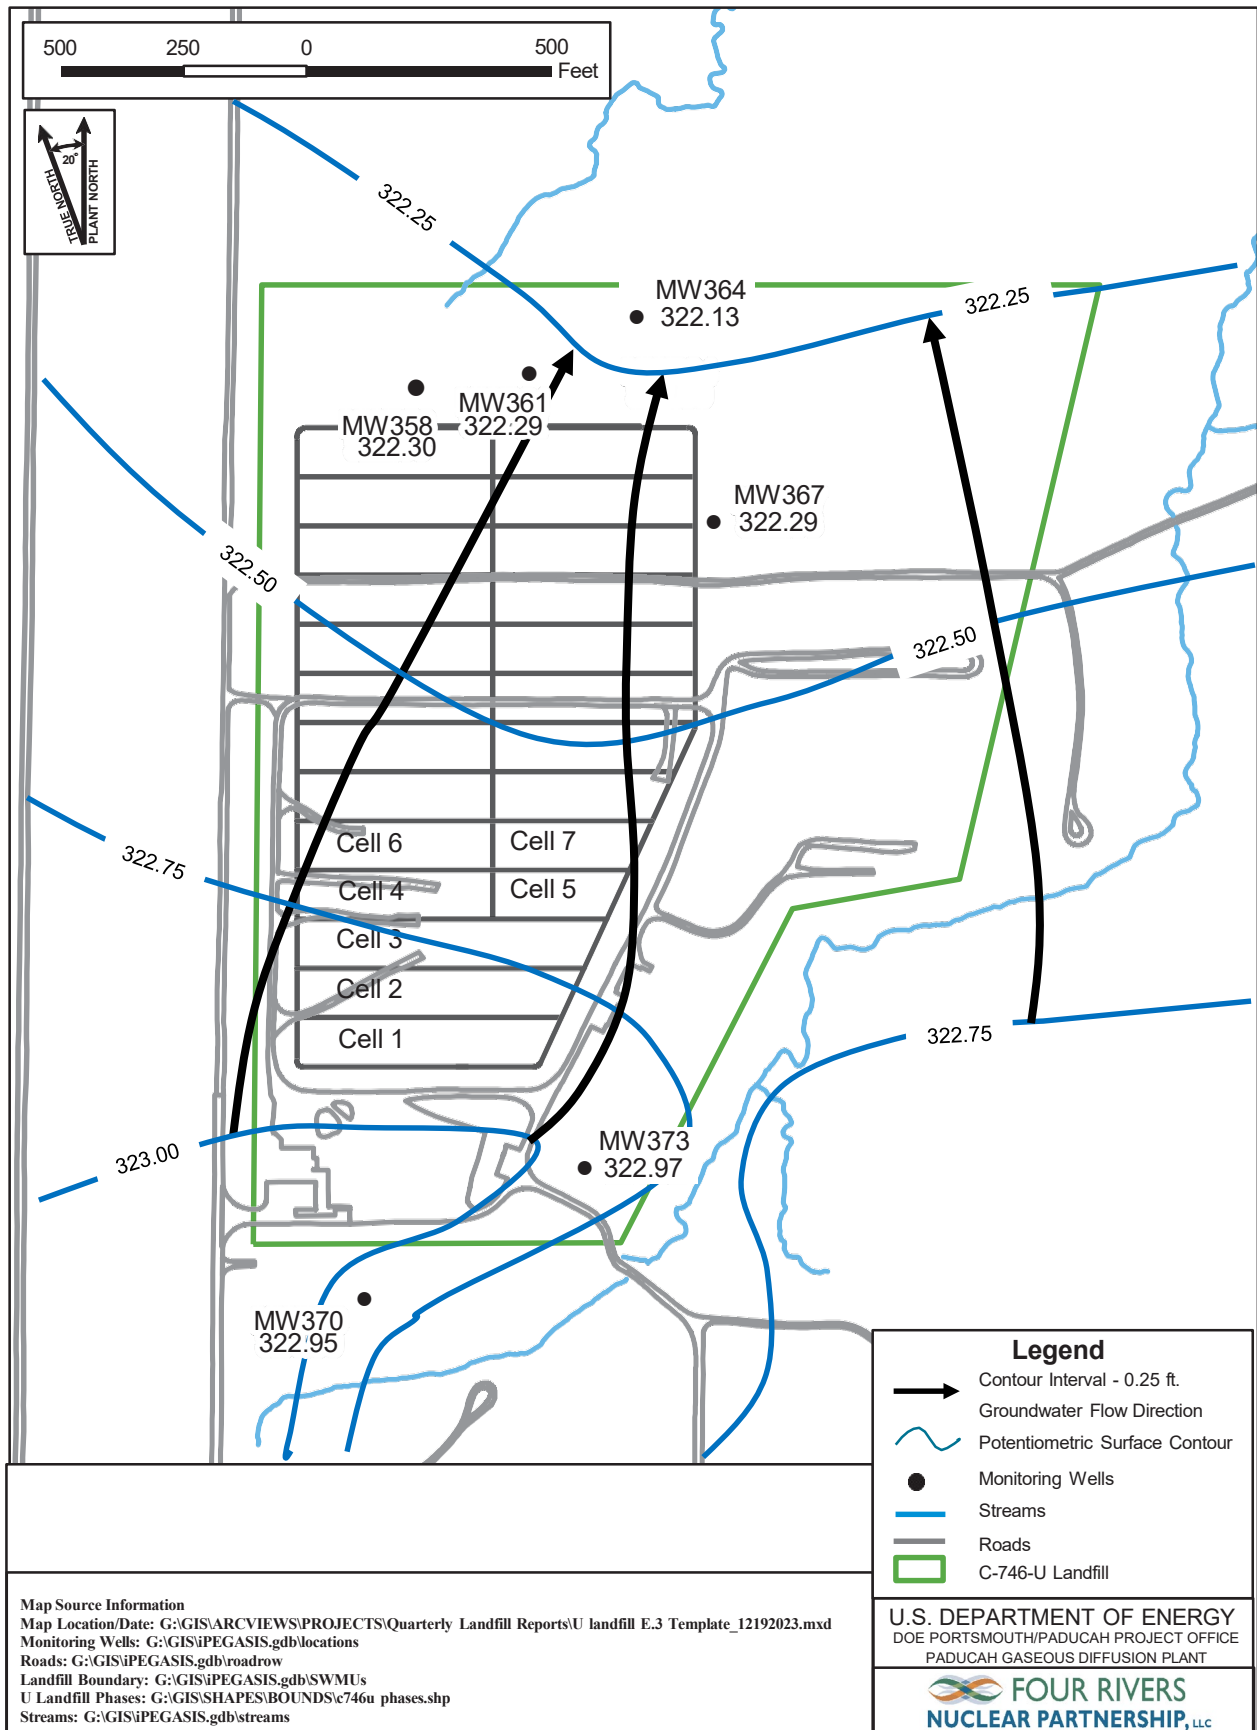 500 250 0 500
Feet
20°
TRUE NORTH
PLANT NORTH
322.25
MW364
322.13
322.25
MW361
322.29
MW358
322.30
MW367
322.29
322.50
322.50
Cell 6
Cell 7
322.75
Cell 4
Cell 5
Cell 3
Cell 2
Cell 1
322.75
323.00
MW373
322.97
MW370
322.95
Legend
Contour Interval - 0.25 ft.
Groundwater Flow Direction
Potentiometric Surface Contour
Monitoring Wells
Streams
Roads
C-746-U Landfill
Map Source Information
Map Location/Date: G:\GIS\ARCVIEWS\PROJECTS\Quarterly Landfill Reports\U landfill E.3 Template_12192023.mxd
Monitoring Wells: G:\GIS\iPEGASIS.gdb\locations
Roads: G:\GIS\iPEGASIS.gdb\roadrow
Landfill Boundary: G:\GIS\iPEGASIS.gdb\SWMUs
U Landfill Phases: G:\GIS\SHAPES\BOUNDS\c746u phases.shp
Streams: G:\GIS\iPEGASIS.gdb\streams
U.S. DEPARTMENT OF ENERGY
DOE PORTSMOUTH/PADUCAH PROJECT OFFICE
PADUCAH GASEOUS DIFFUSION PLANT
FOUR RIVERS
NUCLEAR PARTNERSHIP, LLC